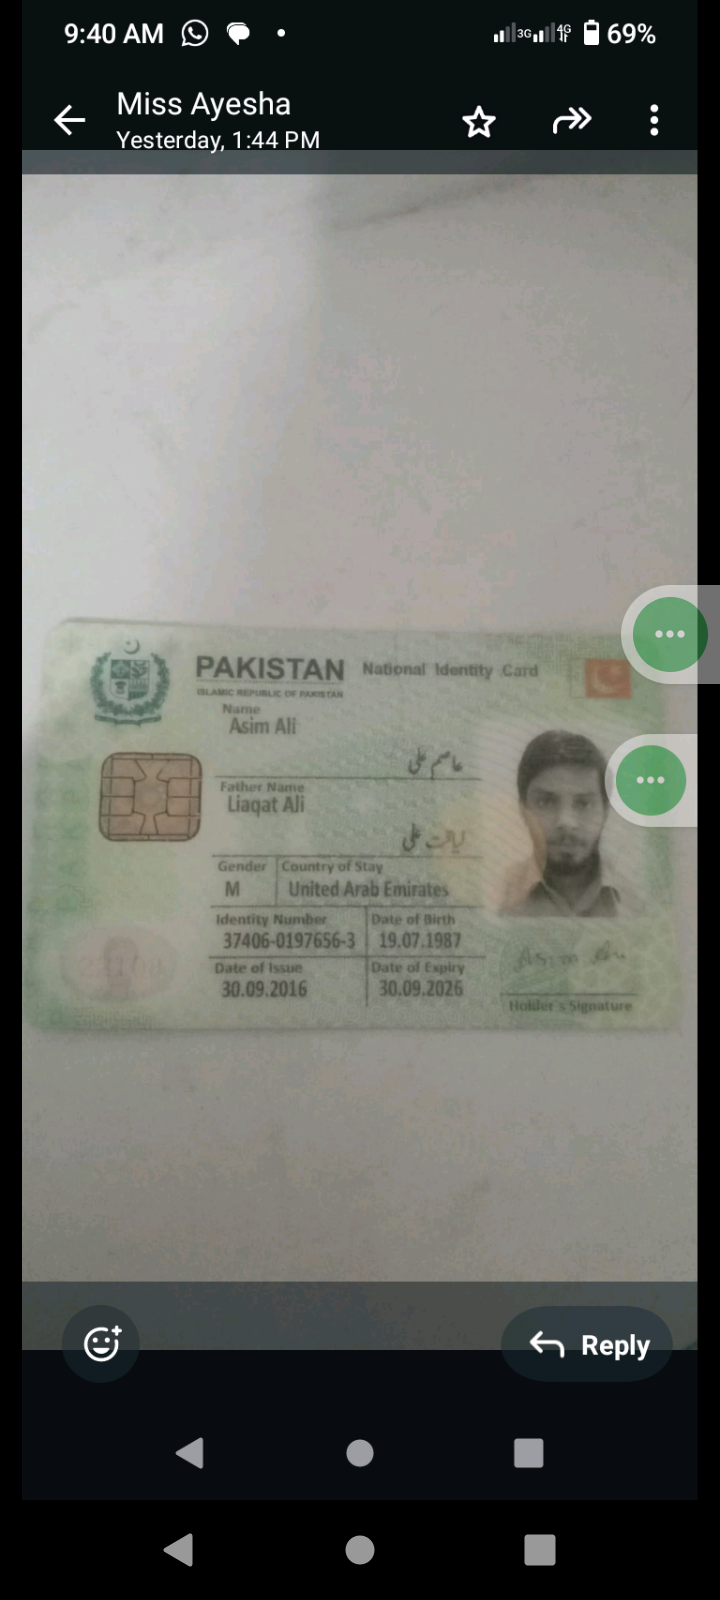 9:40 AM
3G 4G 69%
Miss Ayesha
Yesterday, 1:44 PM
PAKISTAN National Identity Card
ISLAMIC REPUBLIC OF PAKISTAN
Name
Asim Ali
عاصم علی
Father Name
Liaqat Ali
لیاقت علی
Gender Country of Stay
M United Arab Emirates
Identity Number Date of Birth
37406-0197656-3 19.07.1987
Date of Issue Date of Expiry
30.09.2016 30.09.2026
Asim Ali
Holder's Signature
Reply